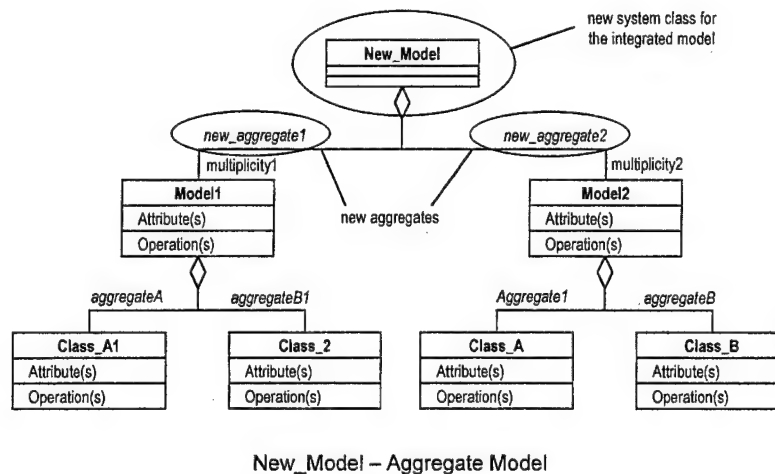 new system class for
the integrated model
New_Model
new_aggregate1
new_aggregate2
multiplicity1
multiplicity2
Model1
Attribute(s)
Operation(s)
new aggregates
Model2
Attribute(s)
Operation(s)
aggregateA
aggregateB1
Aggregate1
aggregateB
Class_A1
Attribute(s)
Operation(s)
Class_2
Attribute(s)
Operation(s)
Class_A
Attribute(s)
Operation(s)
Class_B
Attribute(s)
Operation(s)
New_Model – Aggregate Model